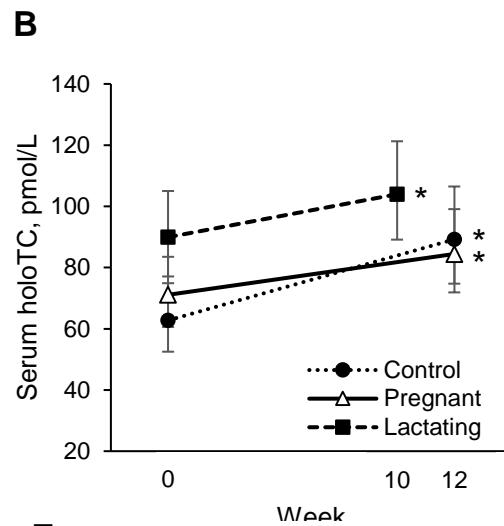 B
Serum holoTC, pmol/L
140
120
100
80
60
40
20
*
*
*
Control
Pregnant
Lactating
0 10 12
Week